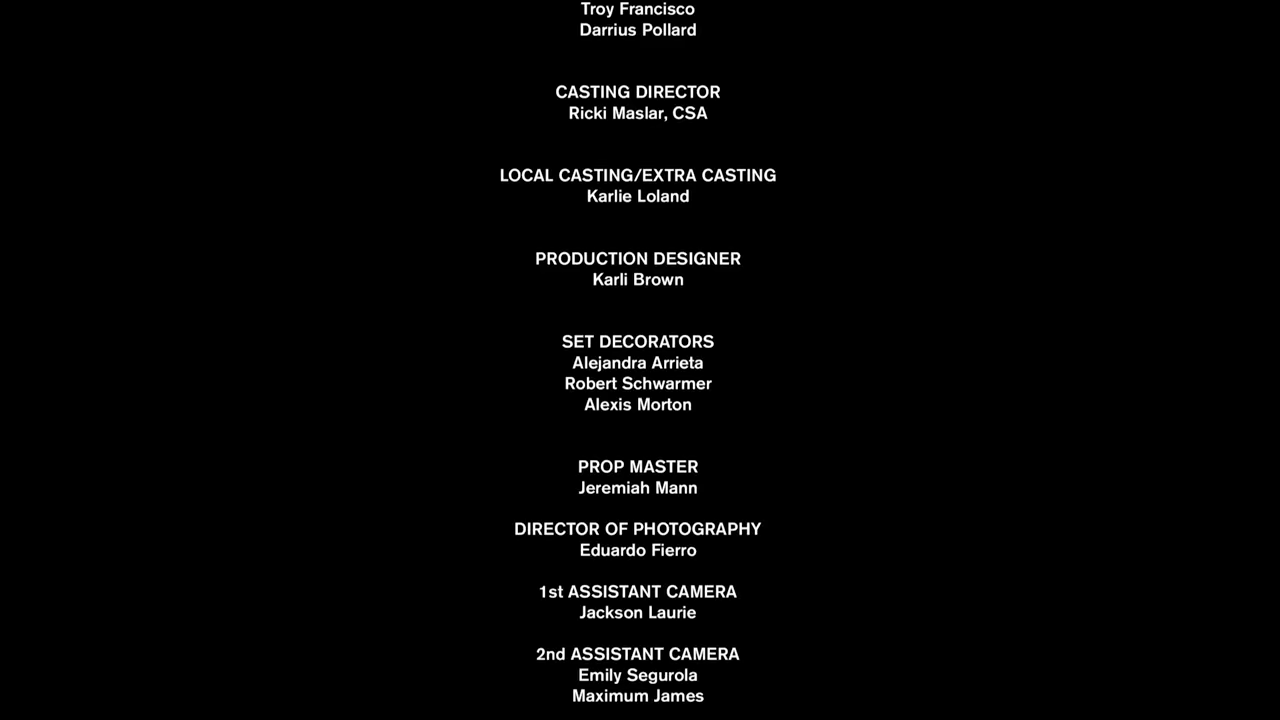 Troy Francisco
Darrius Pollard
CASTING DIRECTOR
Ricki Maslar, CSA
LOCAL CASTING/EXTRA CASTING
Karlie Loland
PRODUCTION DESIGNER
Karli Brown
SET DECORATORS
Alejandra Arrieta
Robert Schwarmer
Alexis Morton
PROP MASTER
Jeremiah Mann
DIRECTOR OF PHOTOGRAPHY
Eduardo Fierro
1st ASSISTANT CAMERA
Jackson Laurie
2nd ASSISTANT CAMERA
Emily Segurola
Maximum James